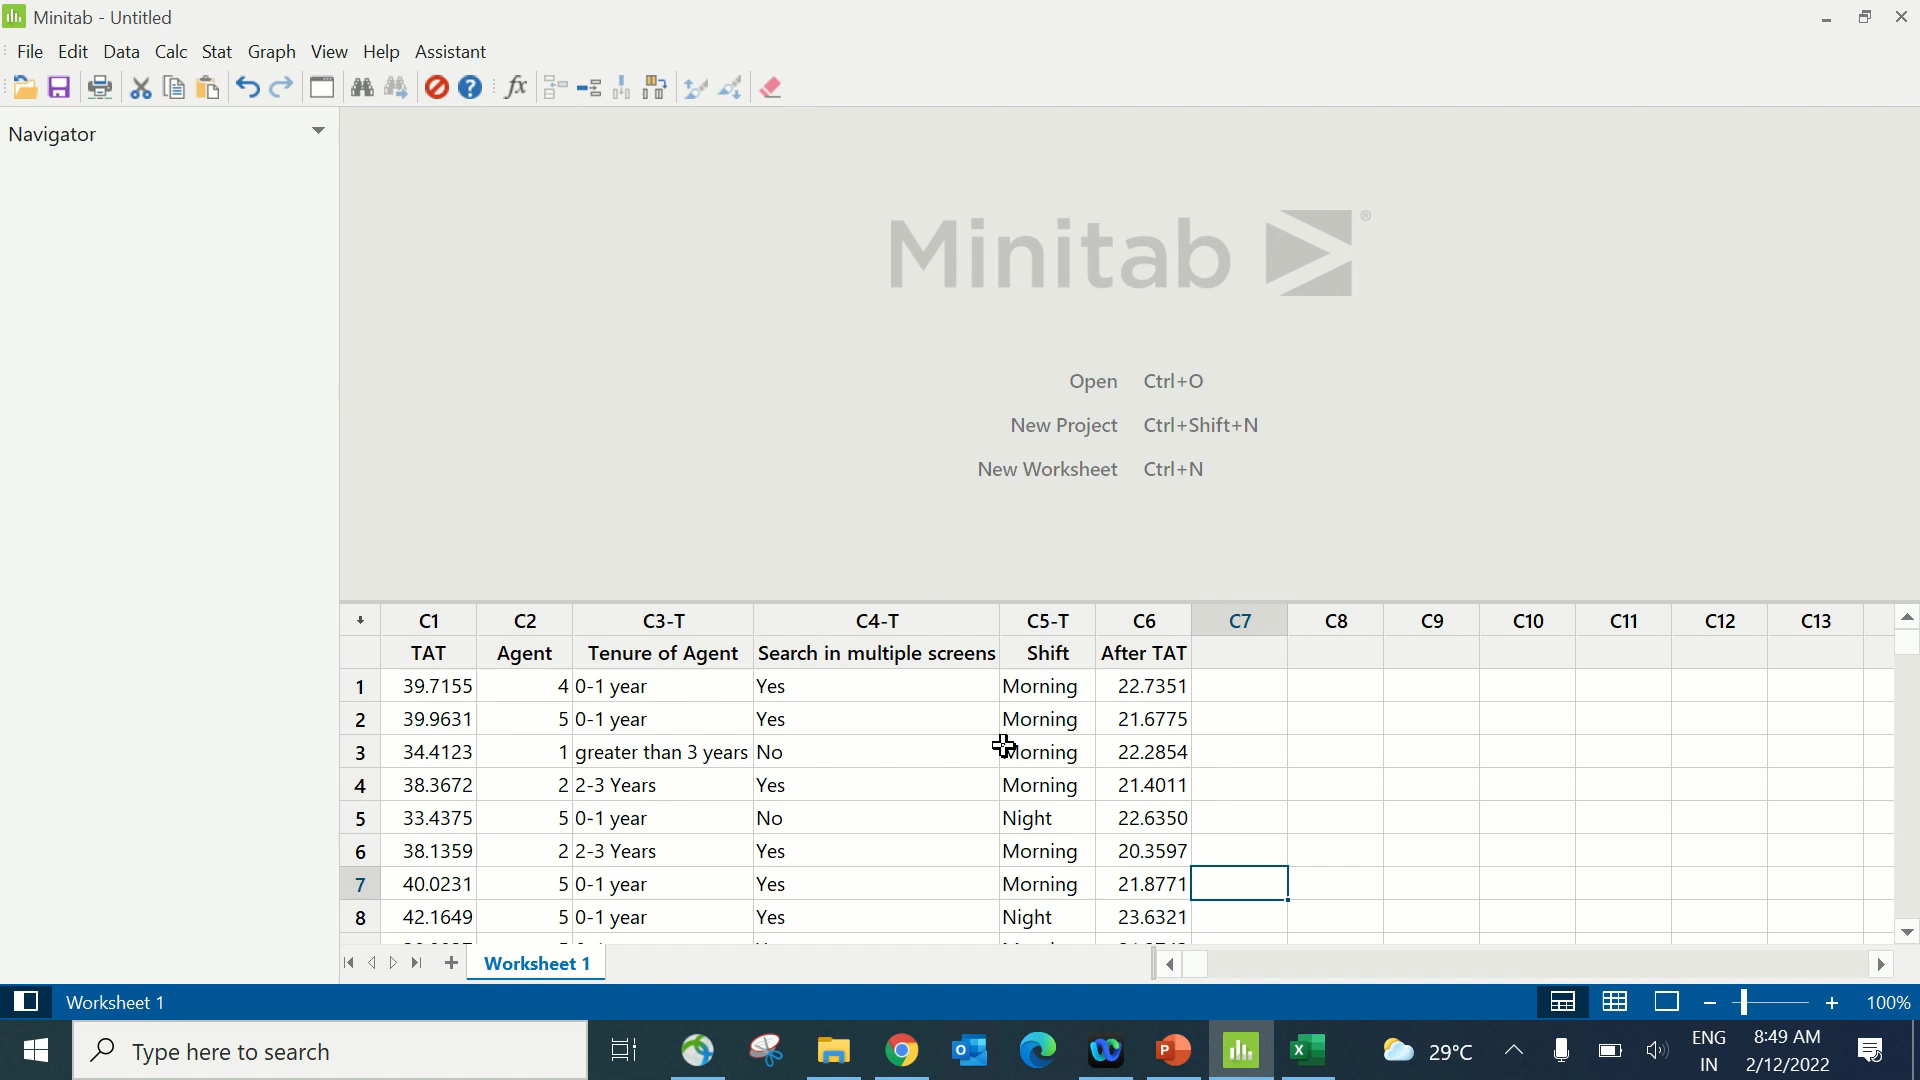 Minitab - Untitled
File Edit Data Calc Stat Graph View Help Assistant
fx
Navigator
Minitab ®
Open Ctrl+O
New Project Ctrl+Shift+N
New Worksheet Ctrl+N
C1 C2 C3-T C4-T C5-T C6 C7 C8 C9 C10 C11 C12 C13
TAT Agent Tenure of Agent Search in multiple screens Shift After TAT
1 39.7155 4 0-1 year Yes Morning 22.7351
2 39.9631 5 0-1 year Yes Morning 21.6775
3 34.4123 1 greater than 3 years No Morning 22.2854
4 38.3672 2 2-3 Years Yes Morning 21.4011
5 33.4375 5 0-1 year No Night 22.6350
6 38.1359 2 2-3 Years Yes Morning 20.3597
7 40.0231 5 0-1 year Yes Morning 21.8771
8 42.1649 5 0-1 year Yes Night 23.6321
Worksheet 1
Worksheet 1 100%
Type here to search 29°C ENG 8:49 AM
IN 2/12/2022